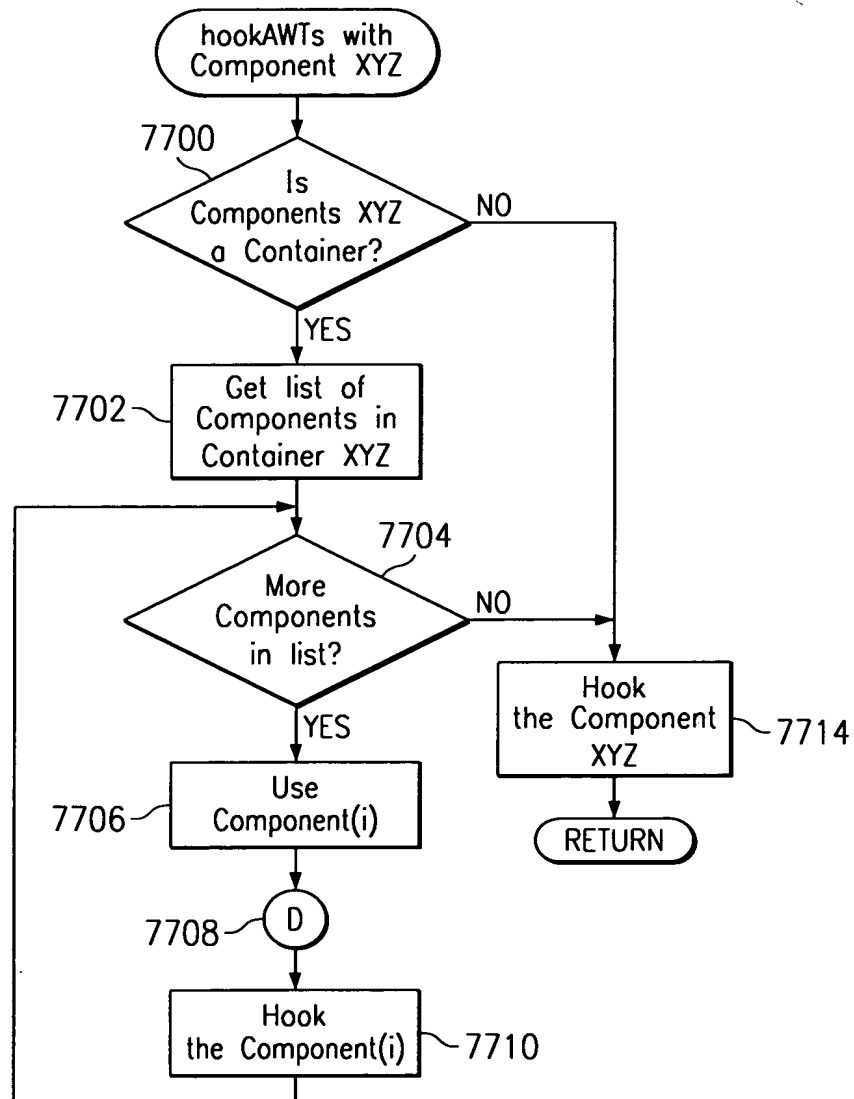 hookAWTs with
Component XYZ
7700
Is
Components XYZ
a Container?
NO
YES
7702
Get list of
Components in
Container XYZ
7704
More
Components
in list?
NO
YES
Hook
the Component
XYZ
7714
7706
Use
Component(i)
RETURN
7708
D
Hook
the Component(i)
7710